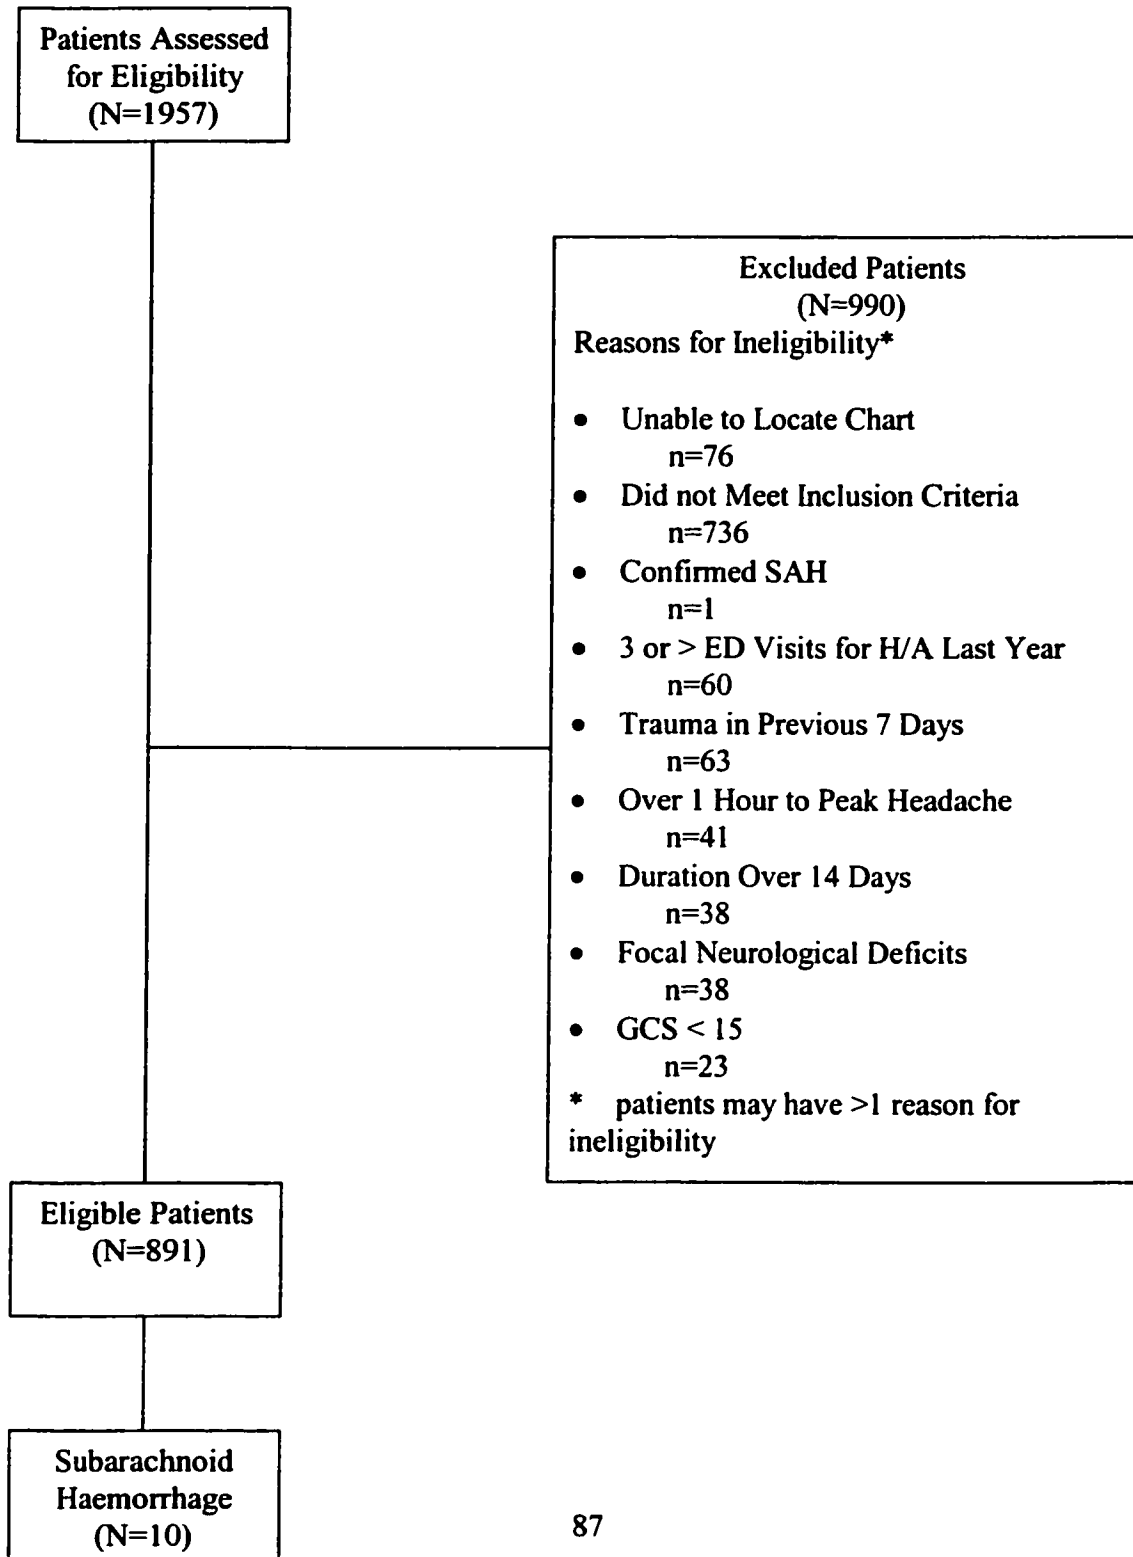 Patients Assessed
for Eligibility
(N=1957)
Excluded Patients
(N=990)
Reasons for Ineligibility*
• Unable to Locate Chart
n=76
• Did not Meet Inclusion Criteria
n=736
• Confirmed SAH
n=1
• 3 or > ED Visits for H/A Last Year
n=60
• Trauma in Previous 7 Days
n=63
• Over 1 Hour to Peak Headache
n=41
• Duration Over 14 Days
n=38
• Focal Neurological Deficits
n=38
• GCS < 15
n=23
* patients may have >1 reason for
ineligibility
Eligible Patients
(N=891)
Subarachnoid
Haemorrhage
(N=10)
87